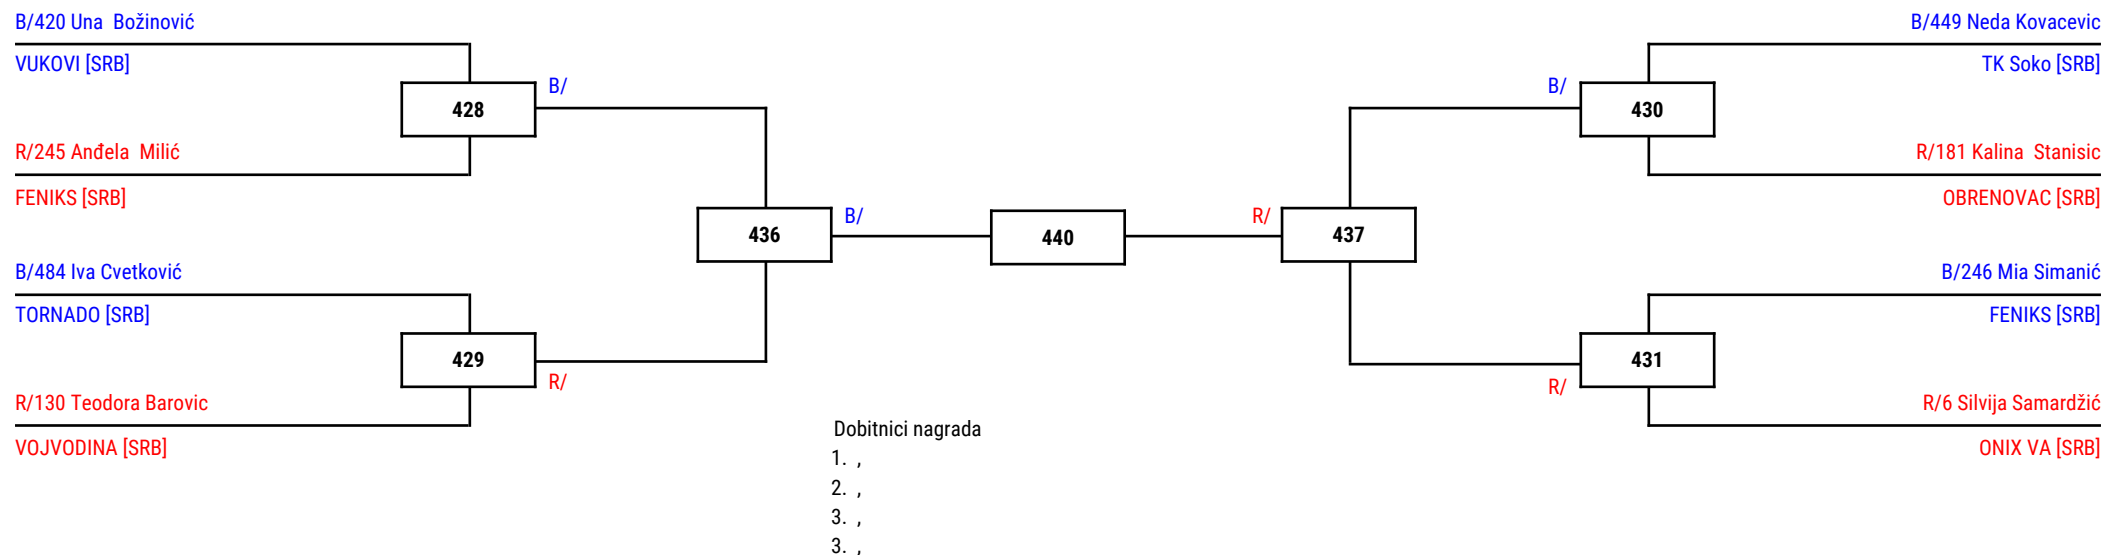 B/420 Una  Božinović
VUKOVI [SRB]
B/
428
R/245 Anđela  Milić
FENIKS [SRB]
436
B/
B/484 Iva Cvetković
TORNADO [SRB]
429
R/
R/130 Teodora Barovic
VOJVODINA [SRB]
440
B/449 Neda Kovacevic
TK Soko [SRB]
B/
430
R/181 Kalina  Stanisic
OBRENOVAC [SRB]
R/
437
B/246 Mia Simanić
FENIKS [SRB]
431
R/
R/6 Silvija Samardžić
ONIX VA [SRB]
Dobitnici nagrada
1.  ,
2.  ,
3.  ,
3.  ,